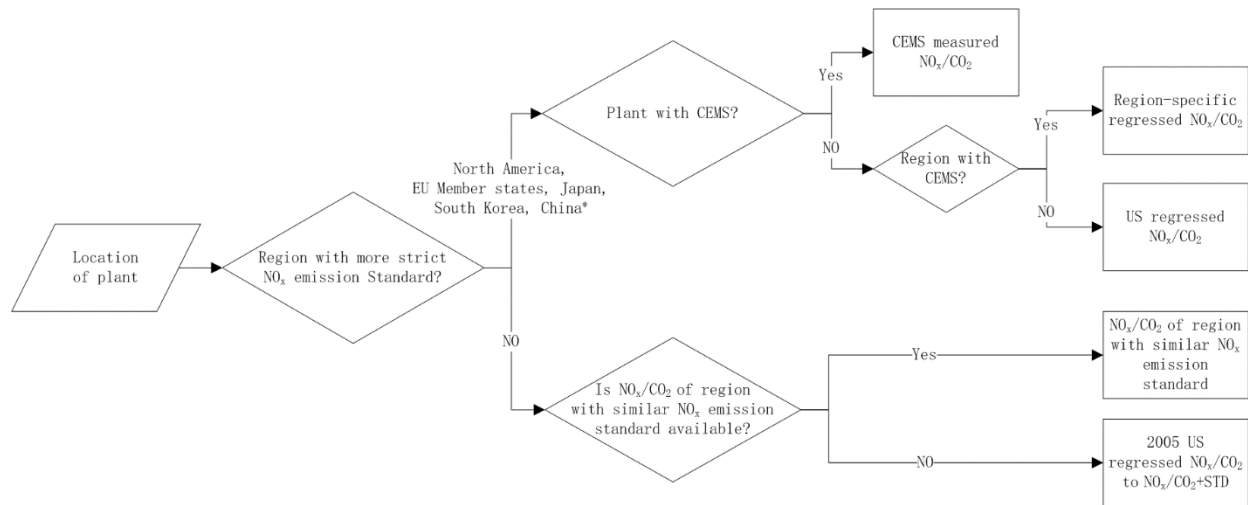 Location
of plant
Region with more strict
NOₓ emission Standard?
North America,
EU Member states, Japan,
South Korea, China*
NO
Plant with CEMS?
Yes
NO
CEMS measured
NOₓ/CO₂
Region with
CEMS?
Yes
NO
Region-specific
regressed NOₓ/CO₂
US regressed
NOₓ/CO₂
Is NOₓ/CO₂ of region
with similar NOₓ emission
standard available?
Yes
NO
NOₓ/CO₂ of region
with similar NOₓ
emission
standard
2005 US
regressed NOₓ/CO₂
to NOₓ/CO₂+STD